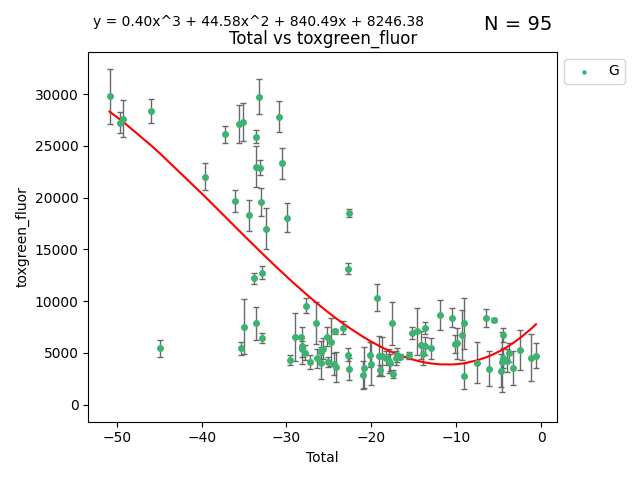 y = 0.40x^3 + 44.58x^2 + 840.49x + 8246.38
N = 95
Total vs toxgreen_fluor
G
toxgreen_fluor
30000
25000
20000
15000
10000
5000
0
−50 −40 −30 −20 −10 0
Total